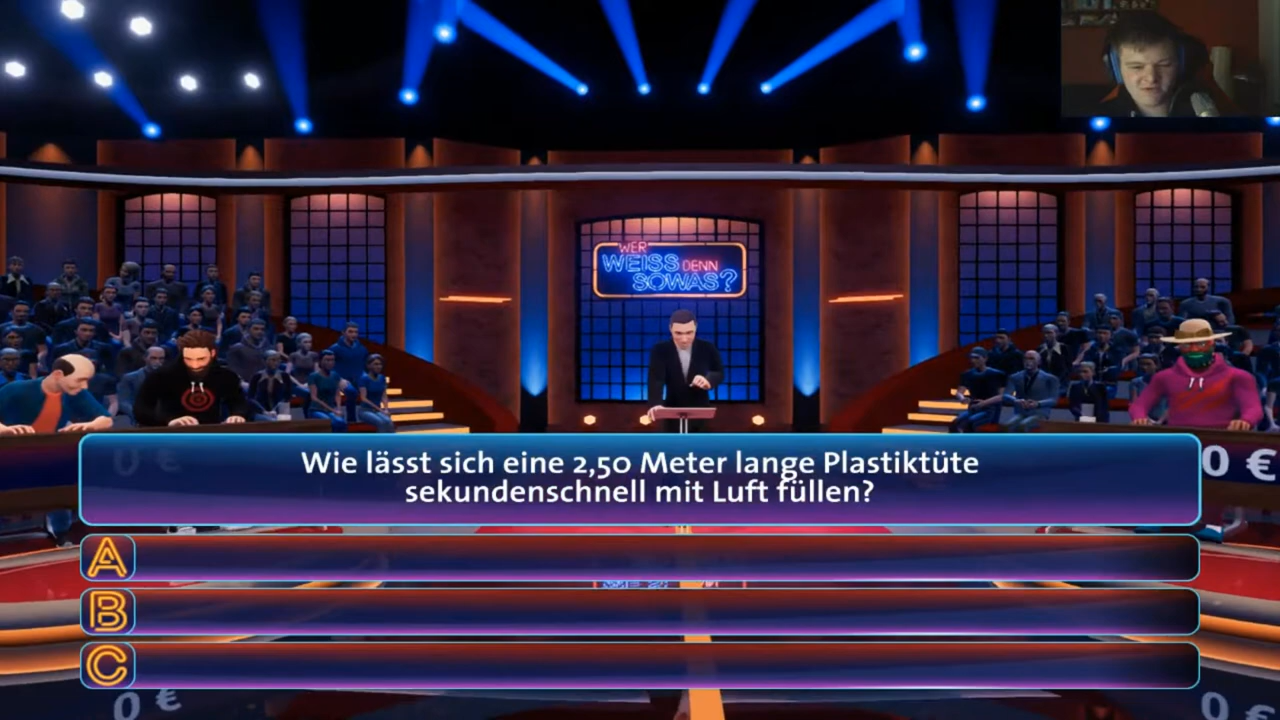 WER
WEISS DENN
SOWAS?
Wie lässt sich eine 2,50 Meter lange Plastiktüte
sekundenschnell mit Luft füllen?
0 €
0 €
A
B
C
0 €
0 €